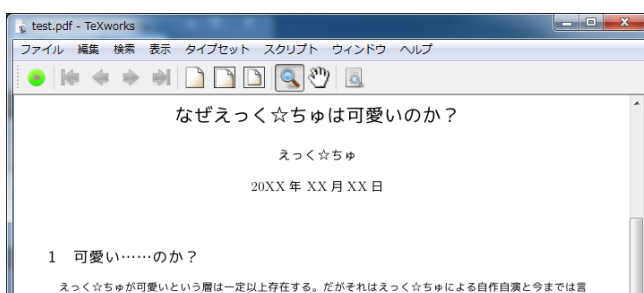 test.pdf - TeXworks
ファイル 編集 検索 表示 タイプセット スクリプト ウィンドウ ヘルプ
なぜえっく☆ちゅは可愛いのか？
えっく☆ちゅ
20XX 年 XX 月 XX 日
1 可愛い……のか？
えっく☆ちゅが可愛いという層は一定以上存在する。だがそれはえっく☆ちゅによる自作自演と今までは言